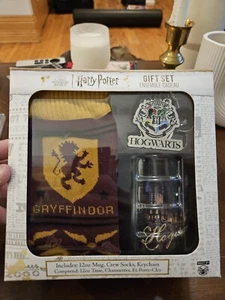 Harry Potter
GIFT SET
ENSEMBLE-CADEAU
HOGWARTS
GRYFFINDOR
Includes: 12oz Mug, Crew Socks, Keychain
Comprend: 12oz Tasse, Chaussettes, Et Porte-Clés